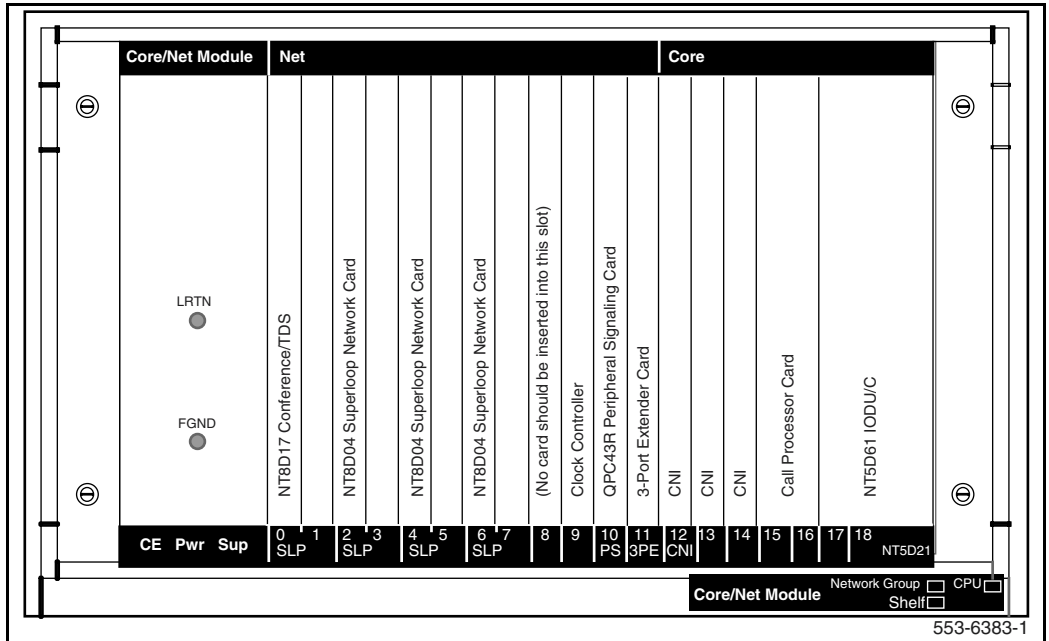 Core/Net Module Net Core
LRTN
FGND
NT8D17 Conference/TDS
NT8D04 Superloop Network Card
NT8D04 Superloop Network Card
NT8D04 Superloop Network Card
(No card should be inserted into this slot)
Clock Controller
QPC43R Peripheral Signaling Card
3-Port Extender Card
CNI
CNI
CNI
Call Processor Card
NT5D61 IODU/C
CE Pwr Sup
0 1 2 3 4 5 6 7 8 9 10 11 12 13 14 15 16 17 18
SLP SLP SLP SLP PS 3PE CNI NT5D21
Core/Net Module
Network Group CPU
Shelf
553-6383-1